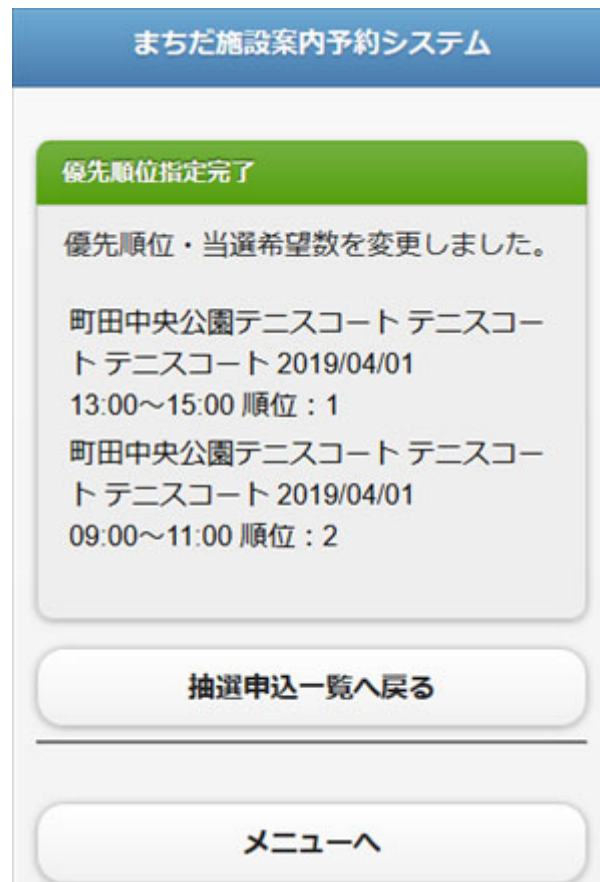 まちだ施設案内予約システム
優先順位指定完了
優先順位・当選希望数を変更しました。
町田中央公園テニスコート テニスコー
ト テニスコート 2019/04/01
13:00～15:00 順位：1
町田中央公園テニスコート テニスコー
ト テニスコート 2019/04/01
09:00～11:00 順位：2
抽選申込一覧へ戻る
メニューへ